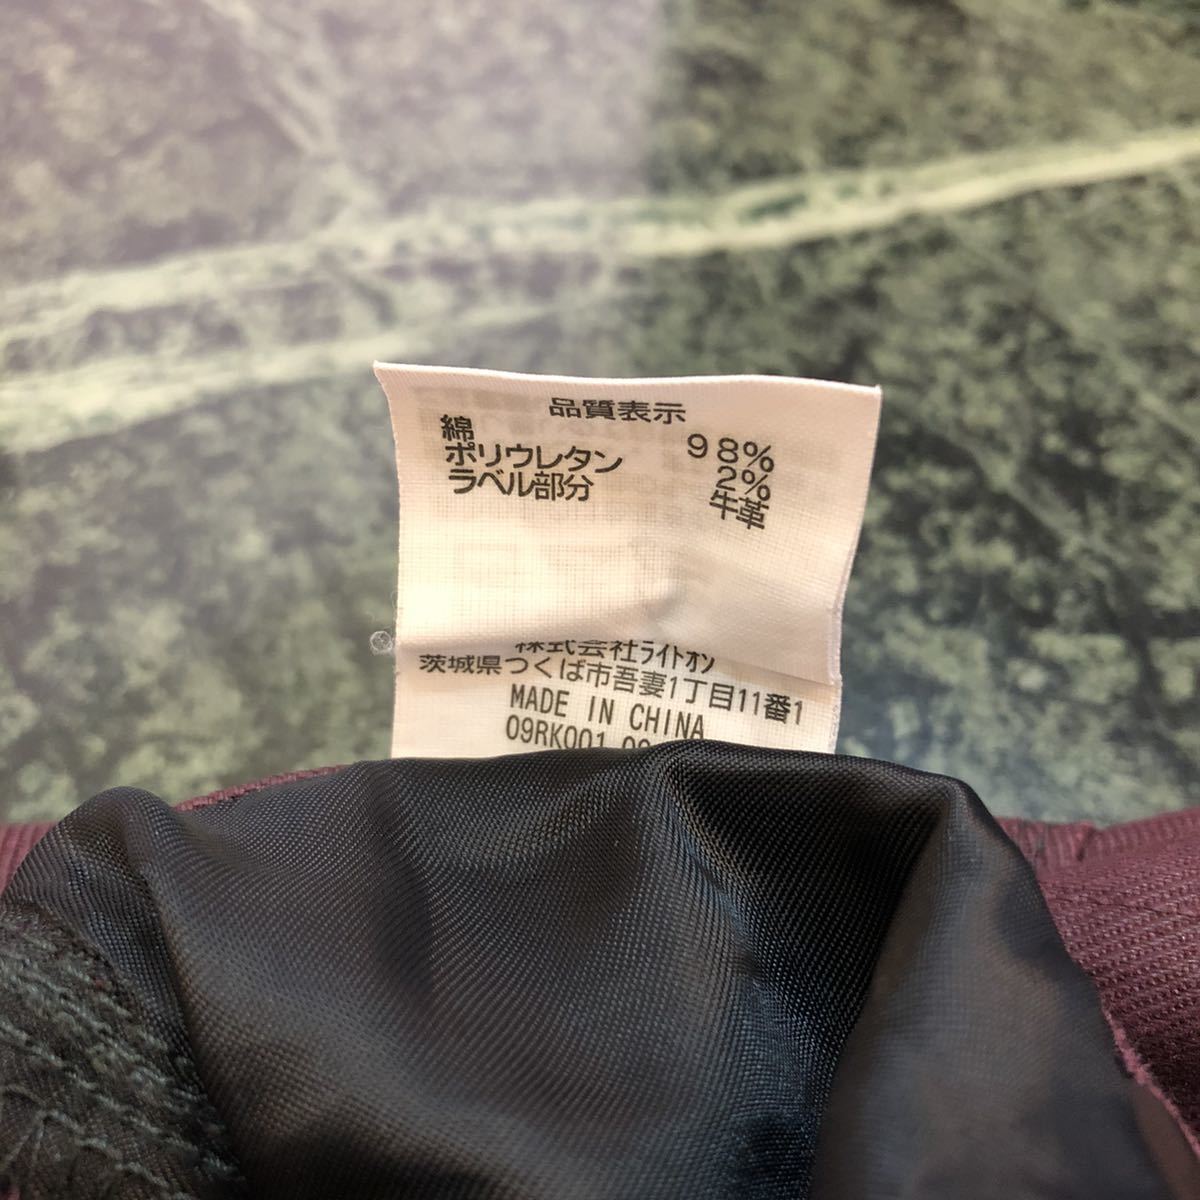 品質表示
綿 98%
ポリウレタン 2%
ラベル部分 牛革
株式会社ライトオン
茨城県つくば市吾妻1丁目11番1
MADE IN CHINA
09RK001